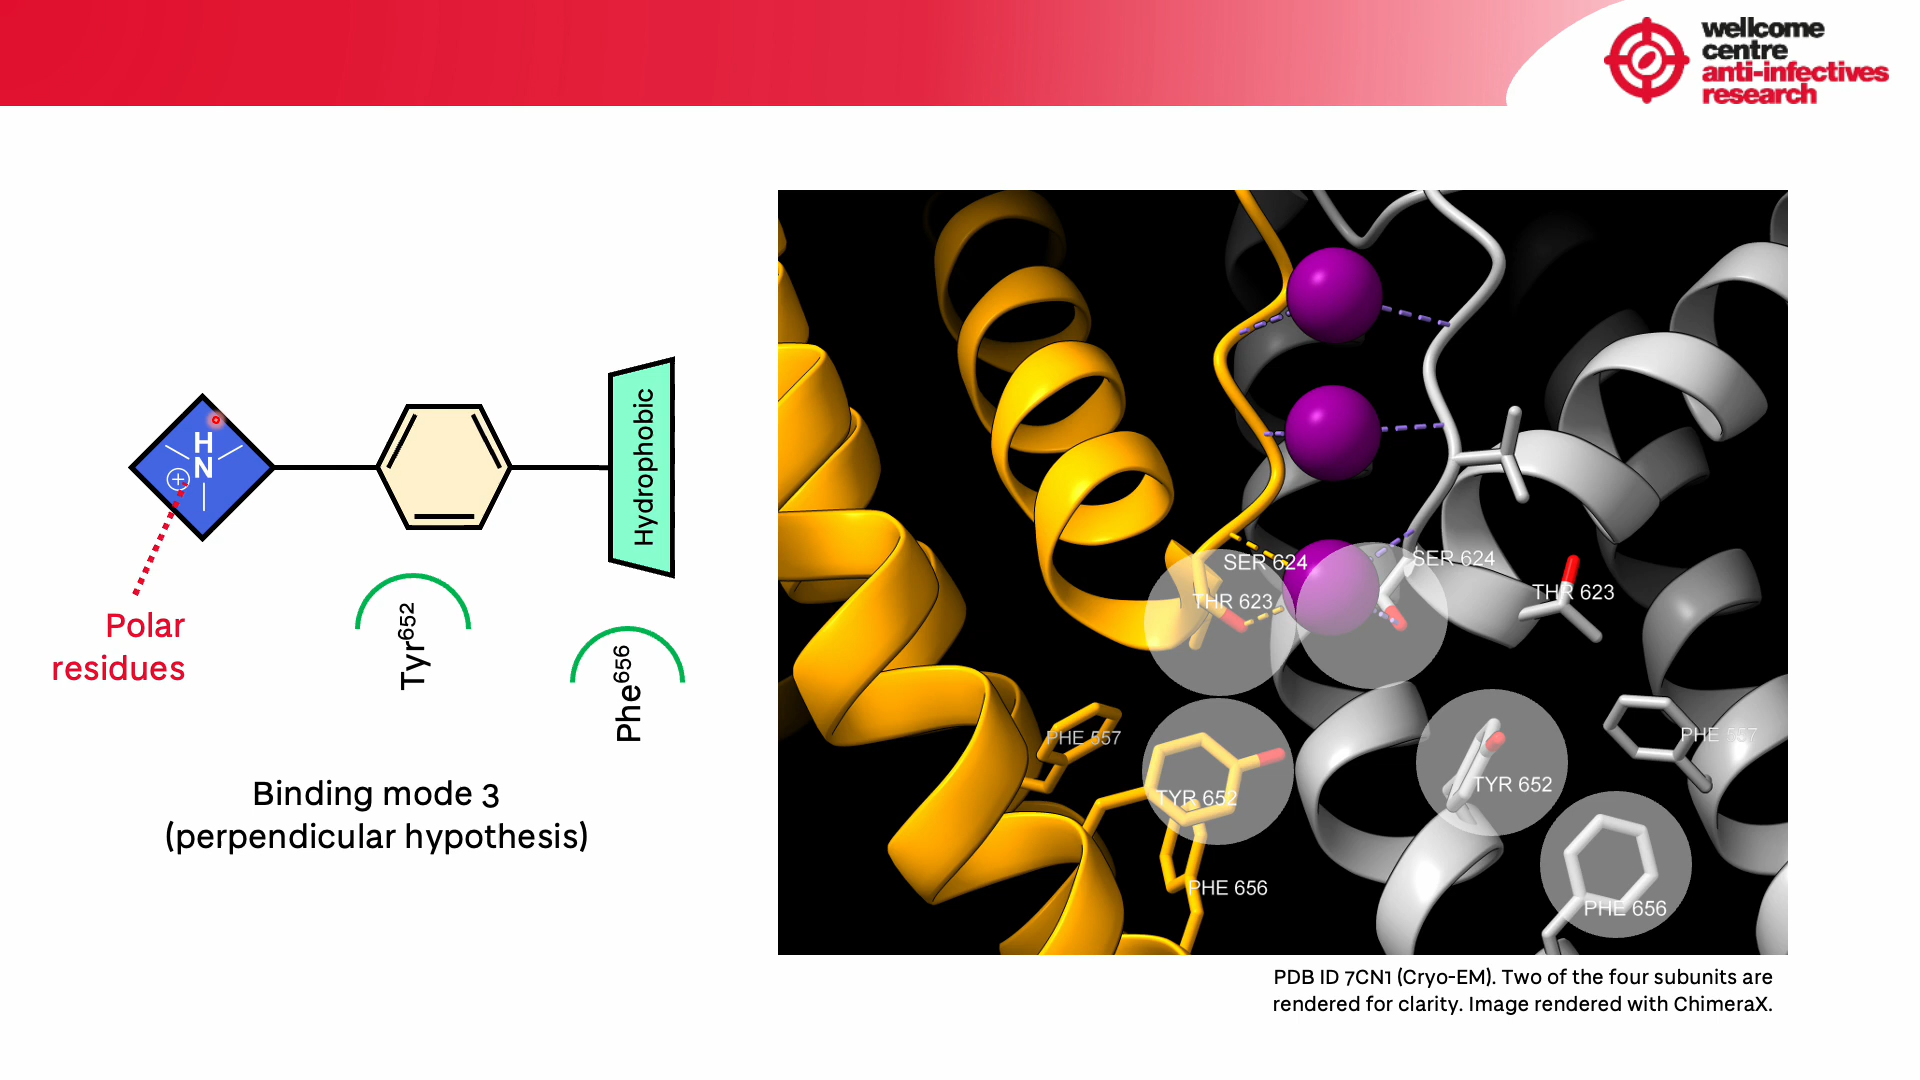 wellcome
centre
anti-infectives
research
H
N
+
Hydrophobic
Polar
residues
Tyr652
Phe656
Binding mode 3
(perpendicular hypothesis)
SER 624
SER 624
THR 623
THR 623
PHE 557
PHE 557
TYR 652
TYR 652
PHE 656
PHE 656
PDB ID 7CN1 (Cryo-EM). Two of the four subunits are
rendered for clarity. Image rendered with ChimeraX.